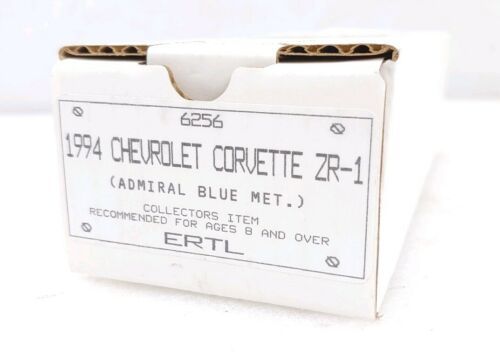 6256
1994 CHEVROLET CORVETTE ZR-1
(ADMIRAL BLUE MET.)
COLLECTORS ITEM
RECOMMENDED FOR AGES 8 AND OVER
ERTL